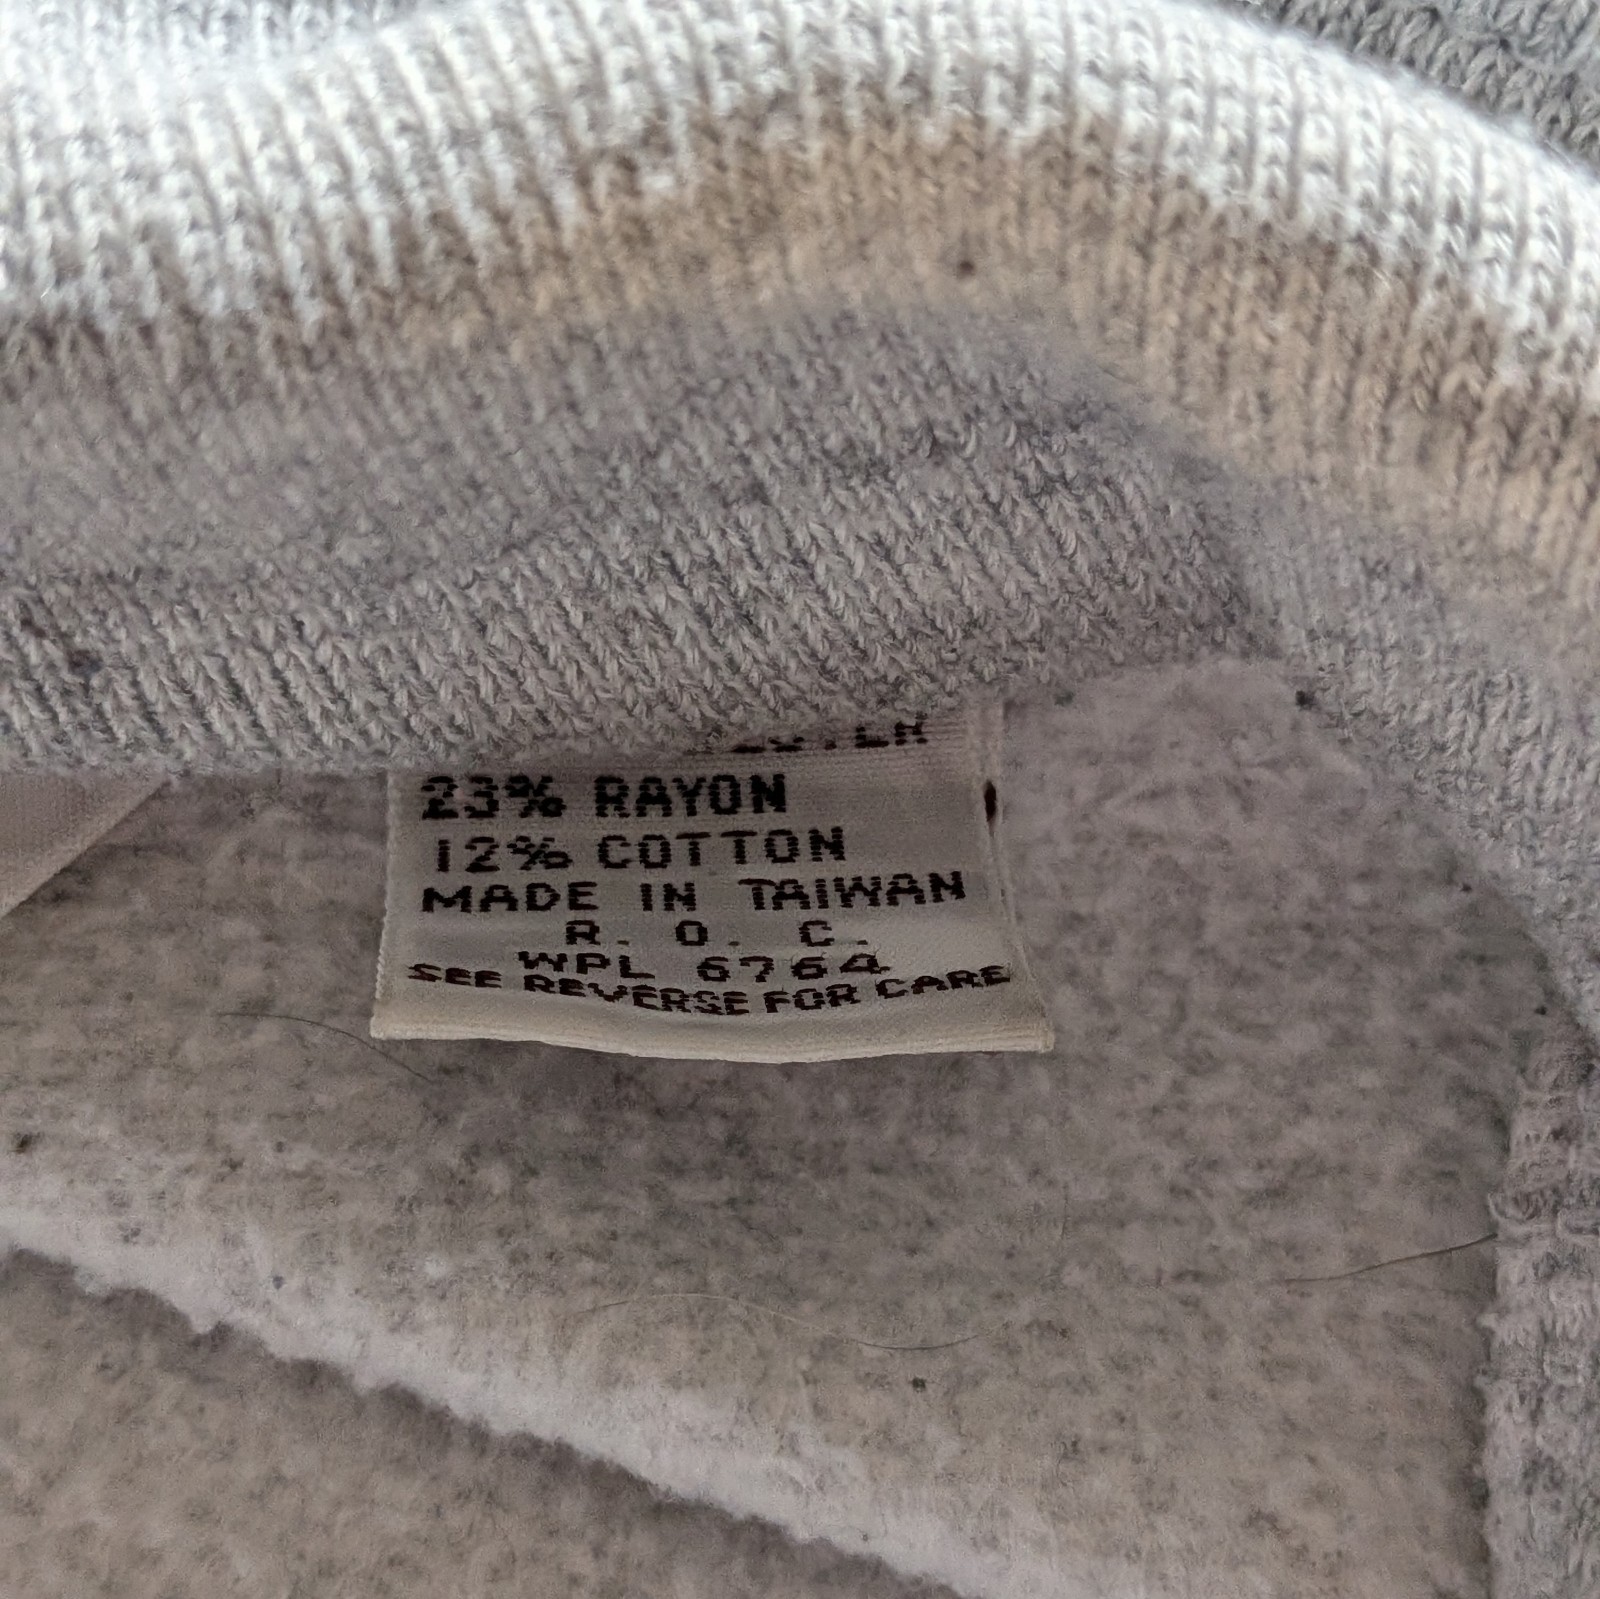 23% RAYON
12% COTTON
MADE IN TAIWAN
R. O. C.
WPL 6764
SEE REVERSE FOR CARE